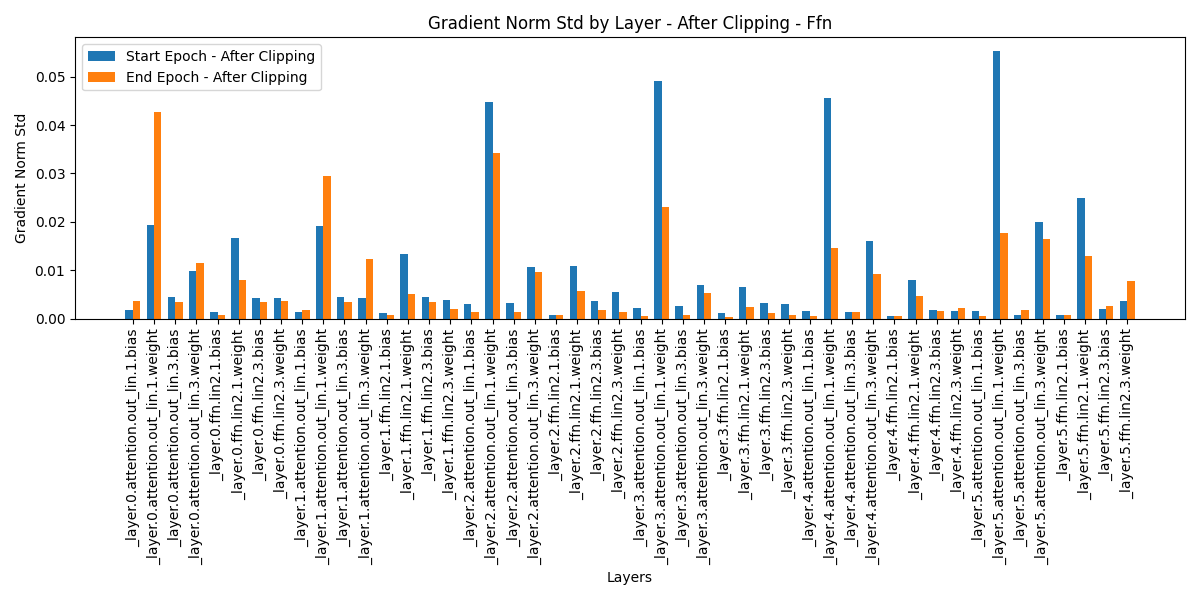 Gradient Norm Std by Layer - After Clipping - Ffn
Start Epoch - After Clipping
End Epoch - After Clipping
Gradient Norm Std
0.05
0.04
0.03
0.02
0.01
0.00
_layer.0.attention.out_lin.1.bias
_layer.0.attention.out_lin.1.weight
_layer.0.attention.out_lin.3.bias
_layer.0.attention.out_lin.3.weight
_layer.0.ffn.lin2.1.bias
_layer.0.ffn.lin2.1.weight
_layer.0.ffn.lin2.3.bias
_layer.0.ffn.lin2.3.weight
_layer.1.attention.out_lin.1.bias
_layer.1.attention.out_lin.1.weight
_layer.1.attention.out_lin.3.bias
_layer.1.attention.out_lin.3.weight
_layer.1.ffn.lin2.1.bias
_layer.1.ffn.lin2.1.weight
_layer.1.ffn.lin2.3.bias
_layer.1.ffn.lin2.3.weight
_layer.2.attention.out_lin.1.bias
_layer.2.attention.out_lin.1.weight
_layer.2.attention.out_lin.3.bias
_layer.2.attention.out_lin.3.weight
_layer.2.ffn.lin2.1.bias
_layer.2.ffn.lin2.1.weight
_layer.2.ffn.lin2.3.bias
_layer.2.ffn.lin2.3.weight
_layer.3.attention.out_lin.1.bias
_layer.3.attention.out_lin.1.weight
_layer.3.attention.out_lin.3.bias
_layer.3.attention.out_lin.3.weight
_layer.3.ffn.lin2.1.bias
_layer.3.ffn.lin2.1.weight
_layer.3.ffn.lin2.3.bias
_layer.3.ffn.lin2.3.weight
_layer.4.attention.out_lin.1.bias
_layer.4.attention.out_lin.1.weight
_layer.4.attention.out_lin.3.bias
_layer.4.attention.out_lin.3.weight
_layer.4.ffn.lin2.1.bias
_layer.4.ffn.lin2.1.weight
_layer.4.ffn.lin2.3.bias
_layer.4.ffn.lin2.3.weight
_layer.5.attention.out_lin.1.bias
_layer.5.attention.out_lin.1.weight
_layer.5.attention.out_lin.3.bias
_layer.5.attention.out_lin.3.weight
_layer.5.ffn.lin2.1.bias
_layer.5.ffn.lin2.1.weight
_layer.5.ffn.lin2.3.bias
_layer.5.ffn.lin2.3.weight
Layers